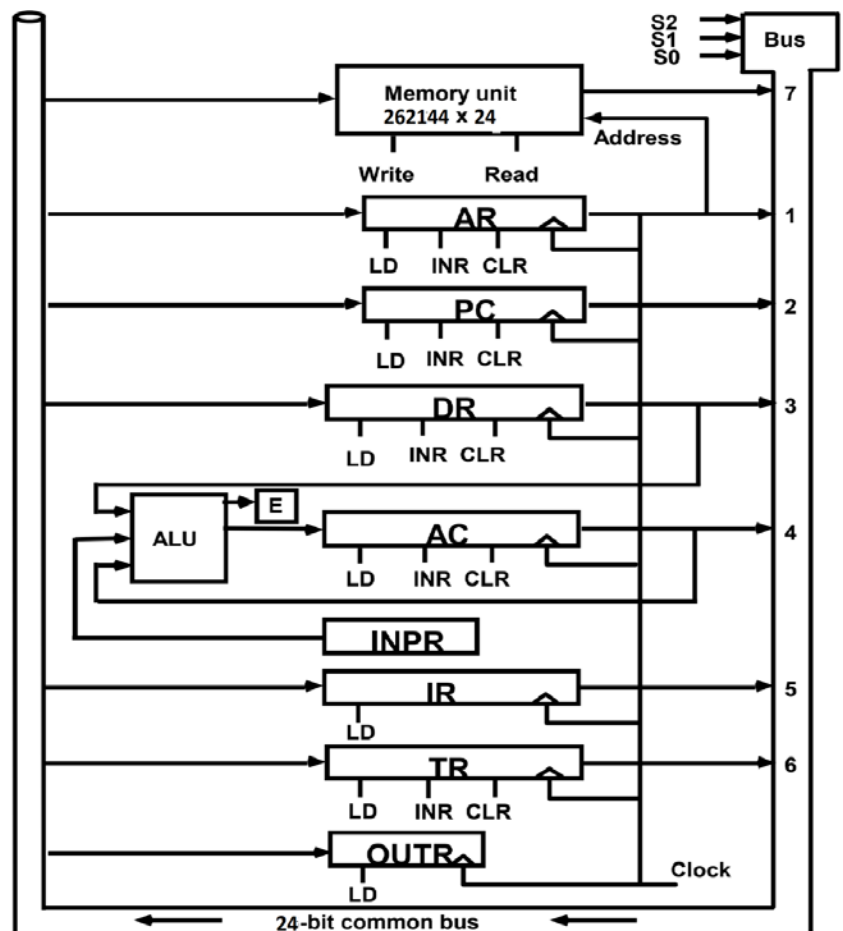 S2
S1
S0
Bus
Memory unit
262144 x 24
7
Address
Write Read
AR
1
LD INR CLR
PC
2
LD INR CLR
DR
3
LD INR CLR
E
ALU
AC
4
LD INR CLR
INPR
IR
5
LD
TR
6
LD INR CLR
OUTR
Clock
LD
24-bit common bus